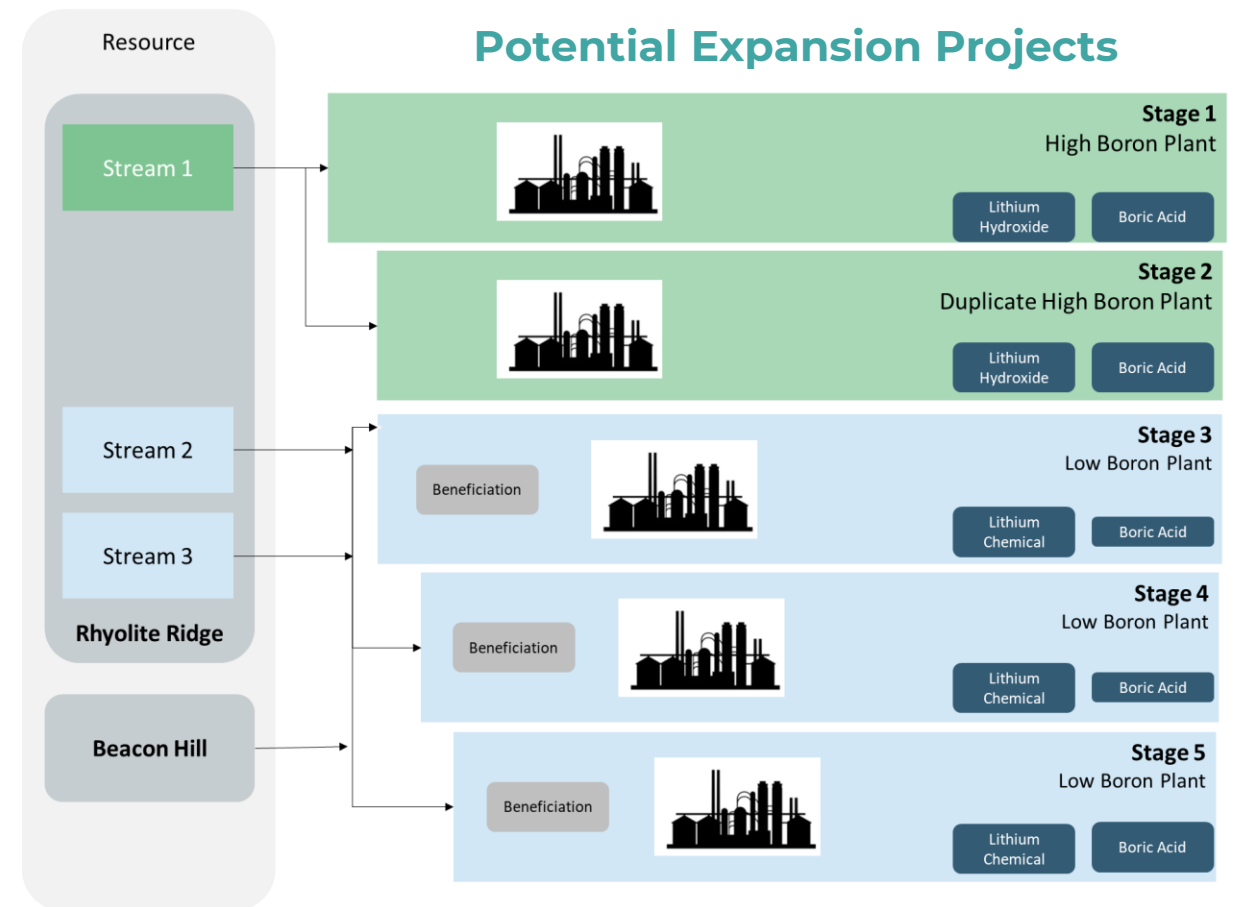 Resource
Potential Expansion Projects
Stream 1
Stage 1
High Boron Plant
Lithium
Hydroxide
Boric Acid
Stage 2
Duplicate High Boron Plant
Lithium
Hydroxide
Boric Acid
Stream 2
Stream 3
Rhyolite Ridge
Beacon Hill
Stage 3
Low Boron Plant
Beneficiation
Lithium
Chemical
Boric Acid
Stage 4
Low Boron Plant
Beneficiation
Lithium
Chemical
Boric Acid
Stage 5
Low Boron Plant
Beneficiation
Lithium
Chemical
Boric Acid